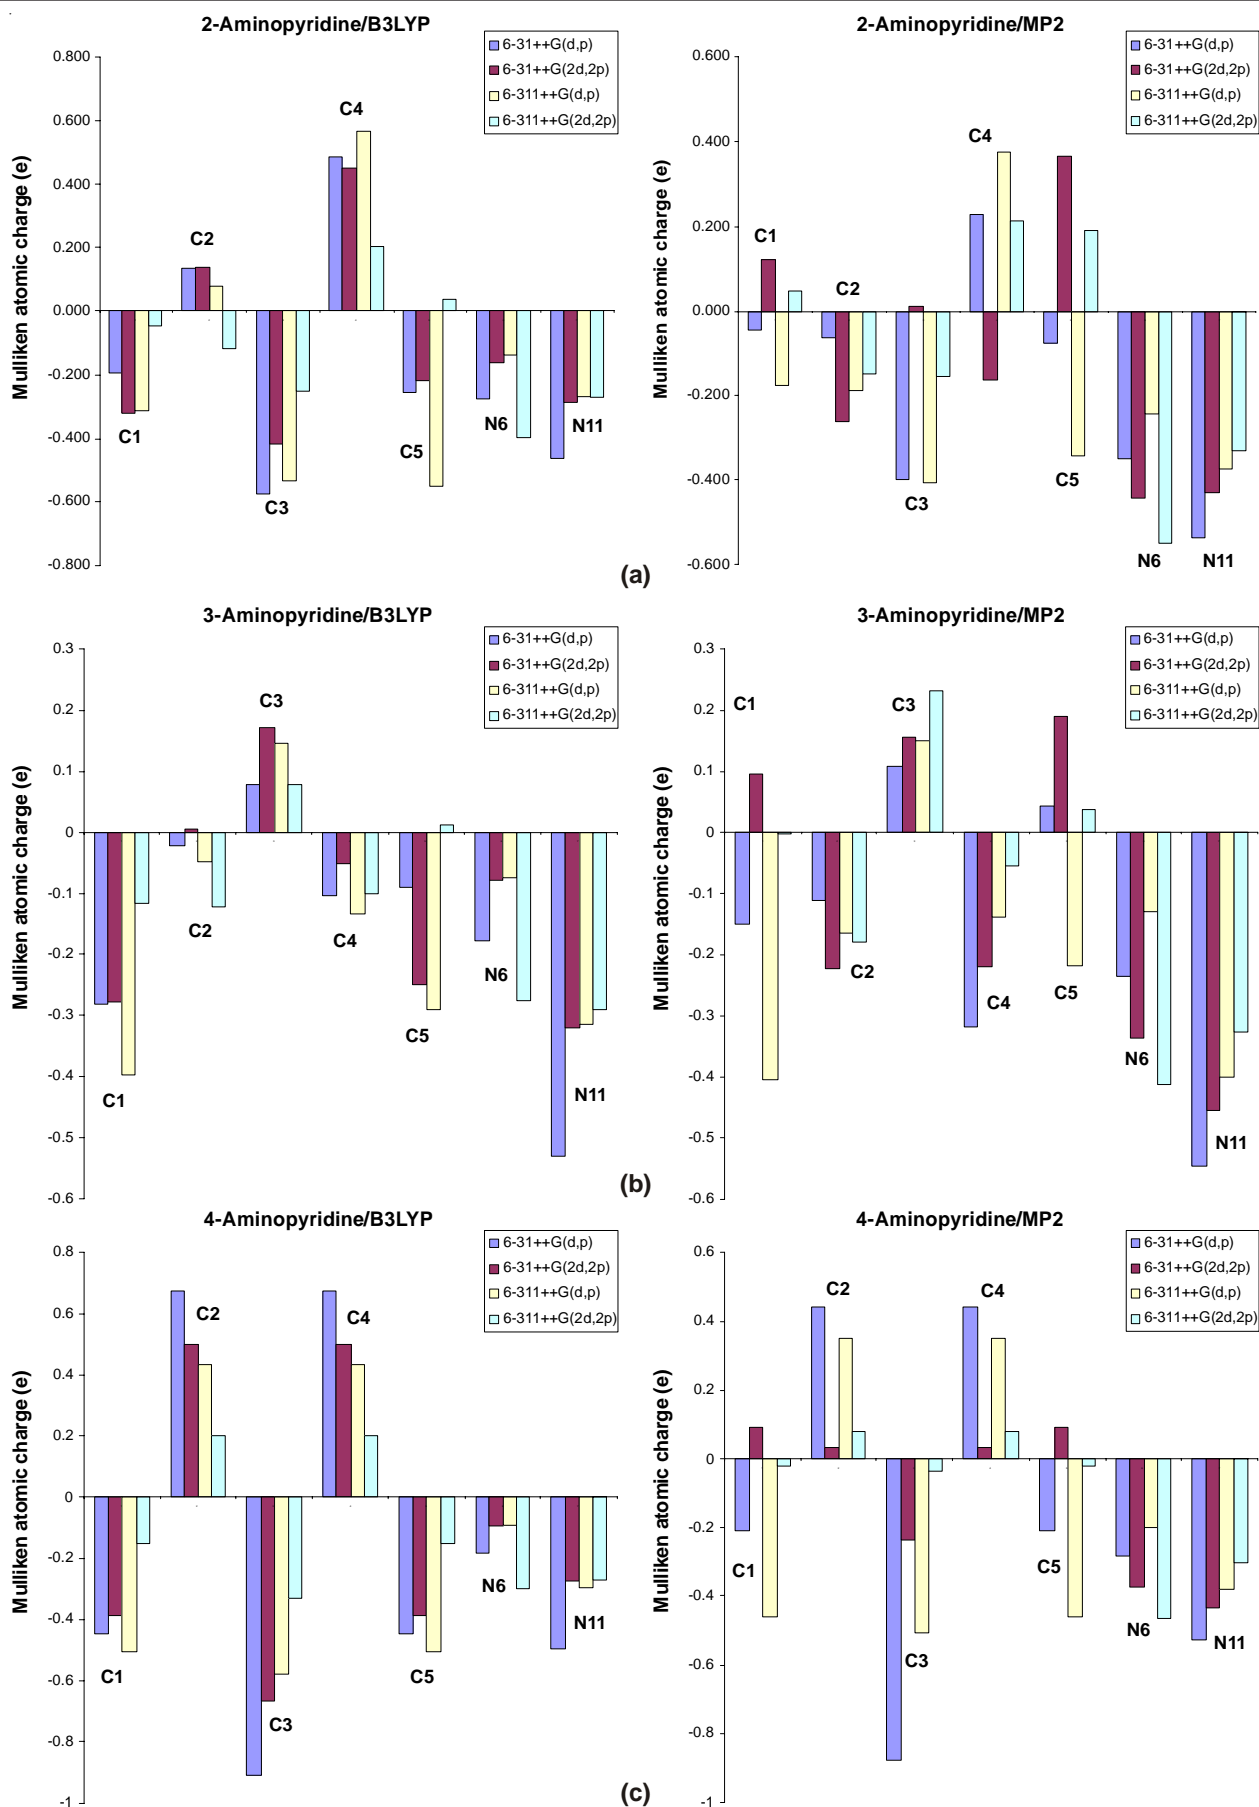 2-Aminopyridine/B3LYP
6-31++G(d,p)
6-31++G(2d,2p)
6-311++G(d,p)
6-311++G(2d,2p)
Mulliken atomic charge (e)
0.800
0.600
0.400
0.200
0.000
-0.200
-0.400
-0.600
-0.800
C1
C2
C3
C4
C5
N6
N11
2-Aminopyridine/MP2
6-31++G(d,p)
6-31++G(2d,2p)
6-311++G(d,p)
6-311++G(2d,2p)
Mulliken atomic charge (e)
0.600
0.400
0.200
0.000
-0.200
-0.400
-0.600
C1
C2
C3
C4
C5
N6
N11
(a)
3-Aminopyridine/B3LYP
6-31++G(d,p)
6-31++G(2d,2p)
6-311++G(d,p)
6-311++G(2d,2p)
Mulliken atomic charge (e)
0.3
0.2
0.1
0
-0.1
-0.2
-0.3
-0.4
-0.5
-0.6
C1
C2
C3
C4
C5
N6
N11
3-Aminopyridine/MP2
6-31++G(d,p)
6-31++G(2d,2p)
6-311++G(d,p)
6-311++G(2d,2p)
Mulliken atomic charge (e)
0.3
0.2
0.1
0
-0.1
-0.2
-0.3
-0.4
-0.5
-0.6
C1
C2
C3
C4
C5
N6
N11
(b)
4-Aminopyridine/B3LYP
6-31++G(d,p)
6-31++G(2d,2p)
6-311++G(d,p)
6-311++G(2d,2p)
Mulliken atomic charge (e)
0.8
0.6
0.4
0.2
0
-0.2
-0.4
-0.6
-0.8
-1
C1
C2
C3
C4
C5
N6
N11
4-Aminopyridine/MP2
6-31++G(d,p)
6-31++G(2d,2p)
6-311++G(d,p)
6-311++G(2d,2p)
Mulliken atomic charge (e)
0.6
0.4
0.2
0
-0.2
-0.4
-0.6
-0.8
-1
C1
C2
C3
C4
C5
N6
N11
(c)